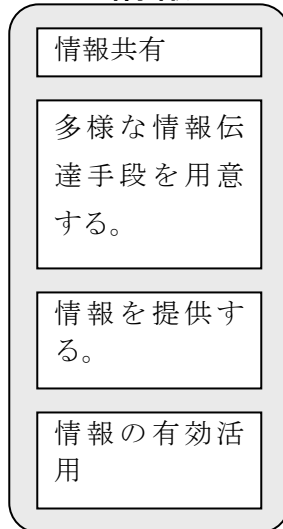 情報共有
多様な情報伝
達手段を用意
する。
情報を提供す
る。
情報の有効活
用